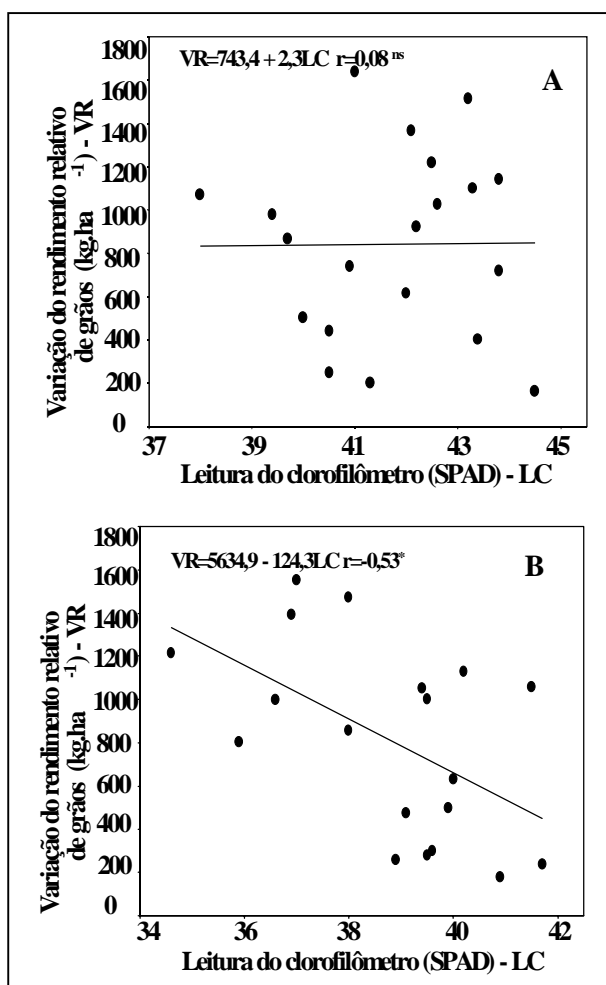 VR=743,4 + 2,3LC r=0,08 ns
A
Variação do rendimento relativo
de grãos (kg.ha -1) - VR
1800
1600
1400
1200
1000
800
600
400
200
0
37 39 41 43 45
Leitura do clorofilômetro (SPAD) - LC
VR=5634,9 - 124,3LC r=-0,53*
B
Variação do rendimento relativo
de grãos (kg.ha -1) - VR
1800
1600
1400
1200
1000
800
600
400
200
0
34 36 38 40 42
Leitura do clorofilômetro (SPAD) - LC